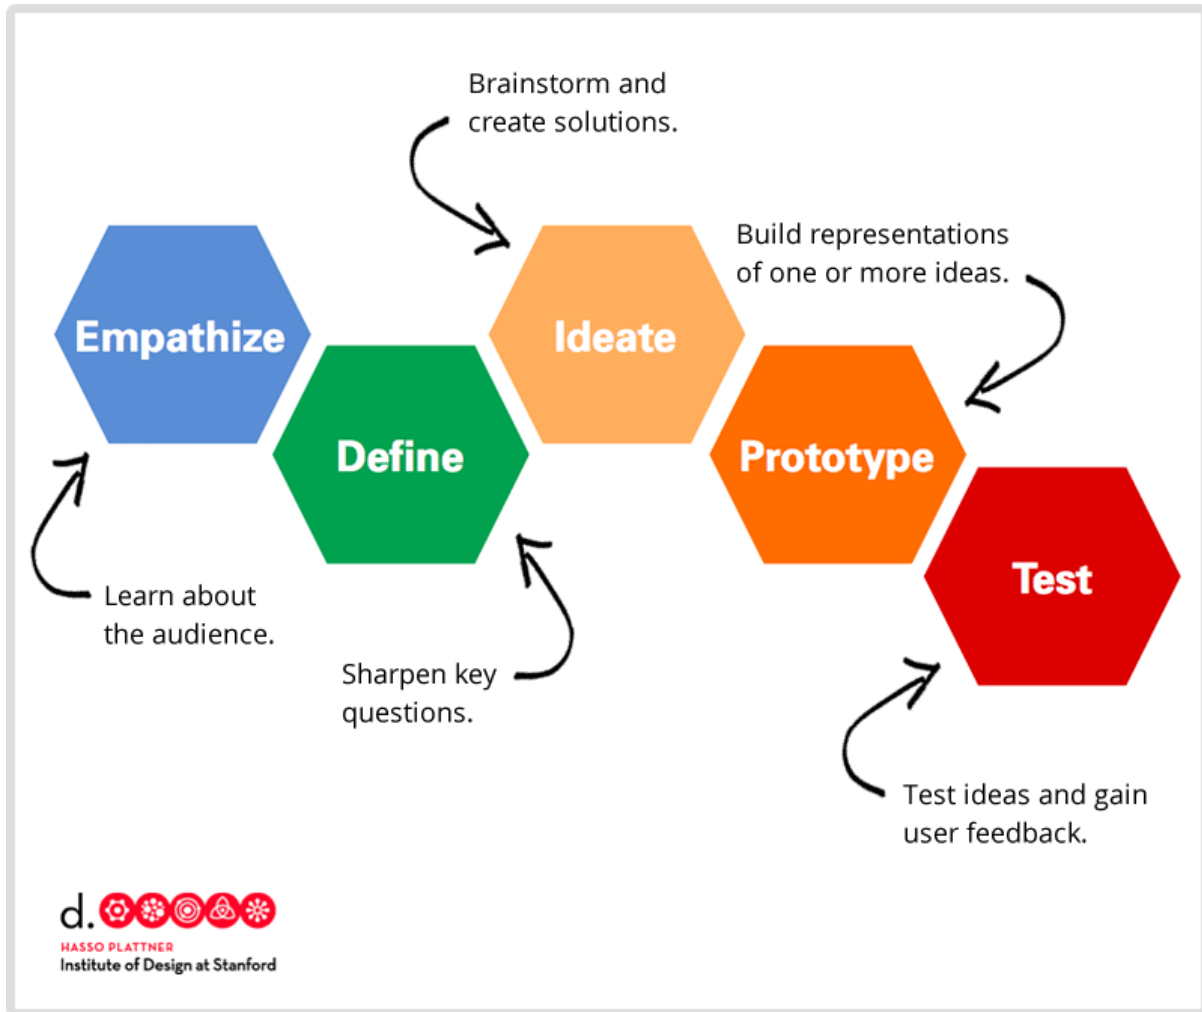 Brainstorm and
create solutions.
Build representations
of one or more ideas.
Empathize
Ideate
Define
Prototype
Test
Learn about
the audience.
Sharpen key
questions.
Test ideas and gain
user feedback.
d.
HASSO PLATTNER
Institute of Design at Stanford